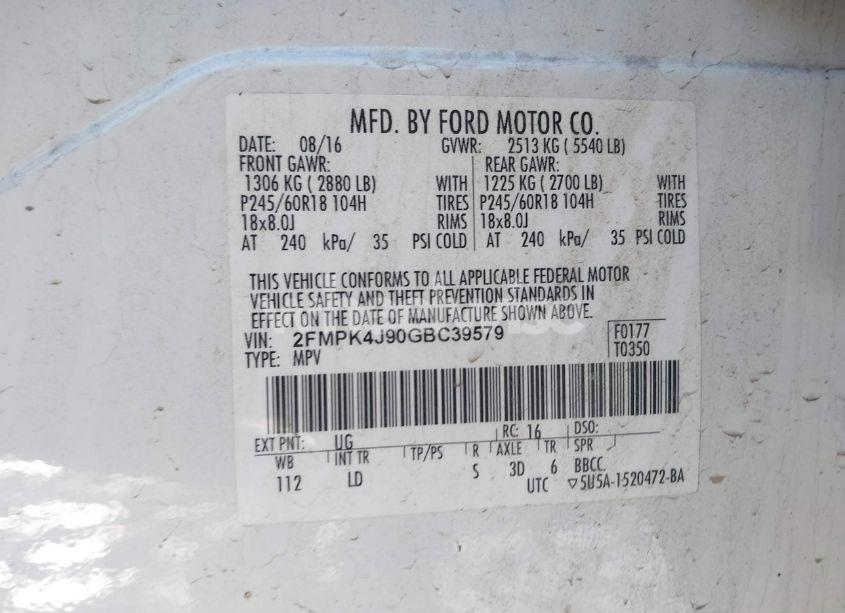 MFD. BY FORD MOTOR CO.
DATE: 08/16 GVWR: 2513 KG ( 5540 LB)
FRONT GAWR: REAR GAWR:
1306 KG ( 2880 LB) WITH 1225 KG ( 2700 LB) WITH
P245/60R18 104H TIRES P245/60R18 104H TIRES
18x8.0J RIMS 18x8.0J RIMS
AT 240 kPa/ 35 PSI COLD AT 240 kPa/ 35 PSI COLD
THIS VEHICLE CONFORMS TO ALL APPLICABLE FEDERAL MOTOR
VEHICLE SAFETY AND THEFT PREVENTION STANDARDS IN
EFFECT ON THE DATE OF MANUFACTURE SHOWN ABOVE.
VIN: 2FMPK4J90GBC39579 F0177
TYPE: MPV T0350
EXT PNT: UG RC: 16 DSO:
WB INT TR TP/PS R AXLE TR SPR
112 LD S 3D 6 BBCC.
UTC ▽5U5A-1520472-BA